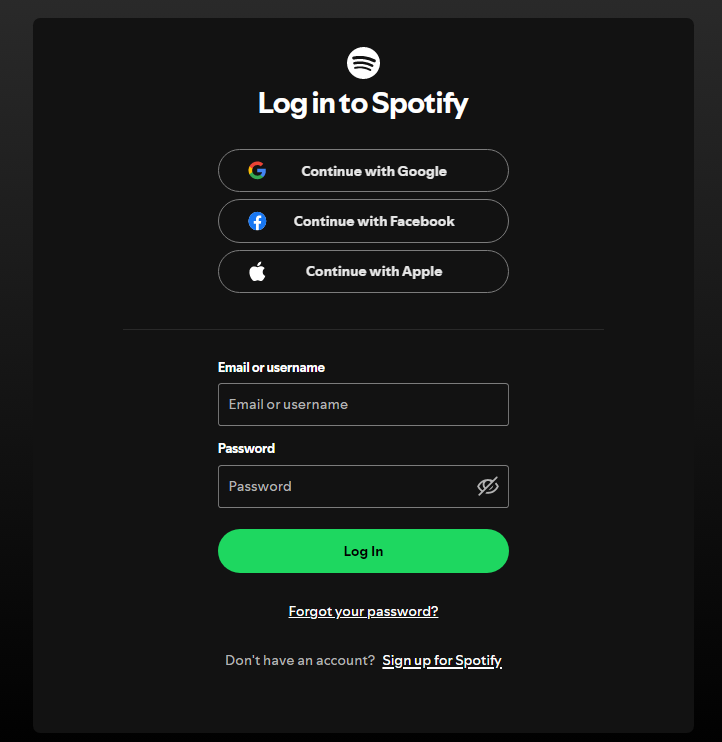 Log in to Spotify
Continue with Google
Continue with Facebook
Continue with Apple
Email or username
Email or username
Password
Password
Log In
Forgot your password?
Don't have an account? Sign up for Spotify